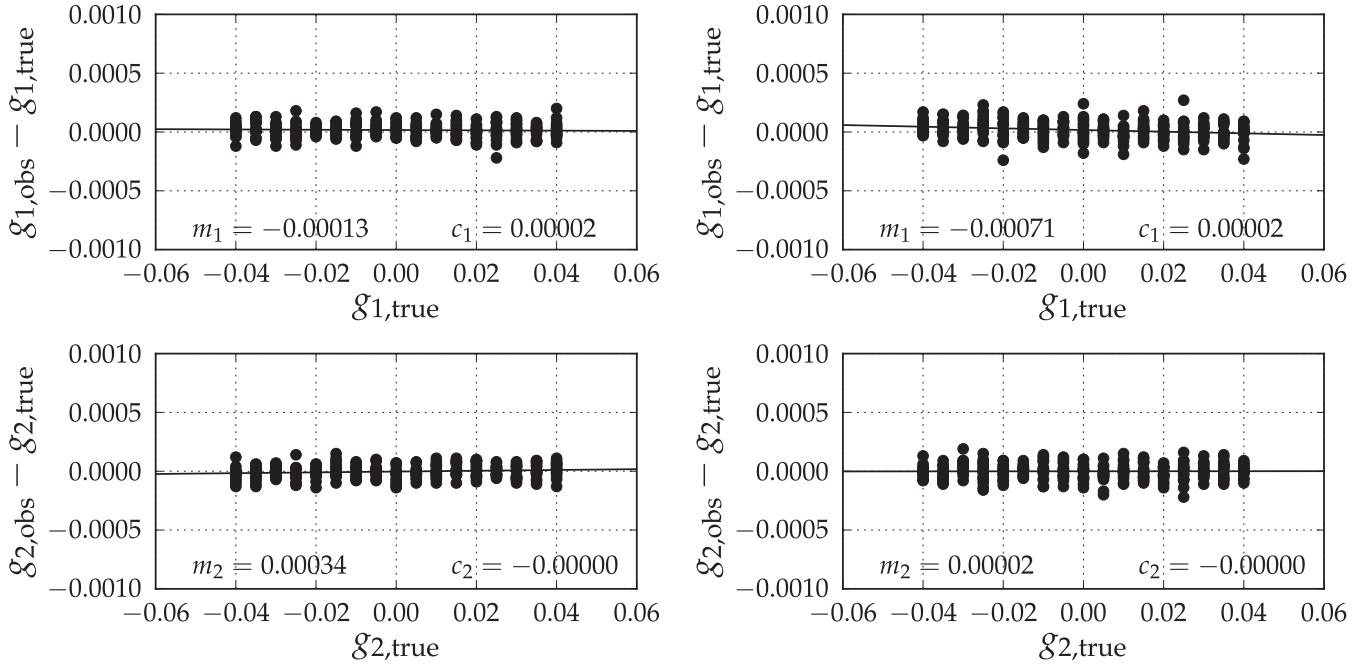 0.0010
0.0005
0.0000
−0.0005
−0.0010
g1,obs − g1,true
m1 = −0.00013 c1 = 0.00002
−0.06 −0.04 −0.02 0.00 0.02 0.04 0.06
g1,true
0.0010
0.0005
0.0000
−0.0005
−0.0010
g1,obs − g1,true
m1 = −0.00071 c1 = 0.00002
−0.06 −0.04 −0.02 0.00 0.02 0.04 0.06
g1,true
0.0010
0.0005
0.0000
−0.0005
−0.0010
g2,obs − g2,true
m2 = 0.00034 c2 = −0.00000
−0.06 −0.04 −0.02 0.00 0.02 0.04 0.06
g2,true
0.0010
0.0005
0.0000
−0.0005
−0.0010
g2,obs − g2,true
m2 = 0.00002 c2 = −0.00000
−0.06 −0.04 −0.02 0.00 0.02 0.04 0.06
g2,true